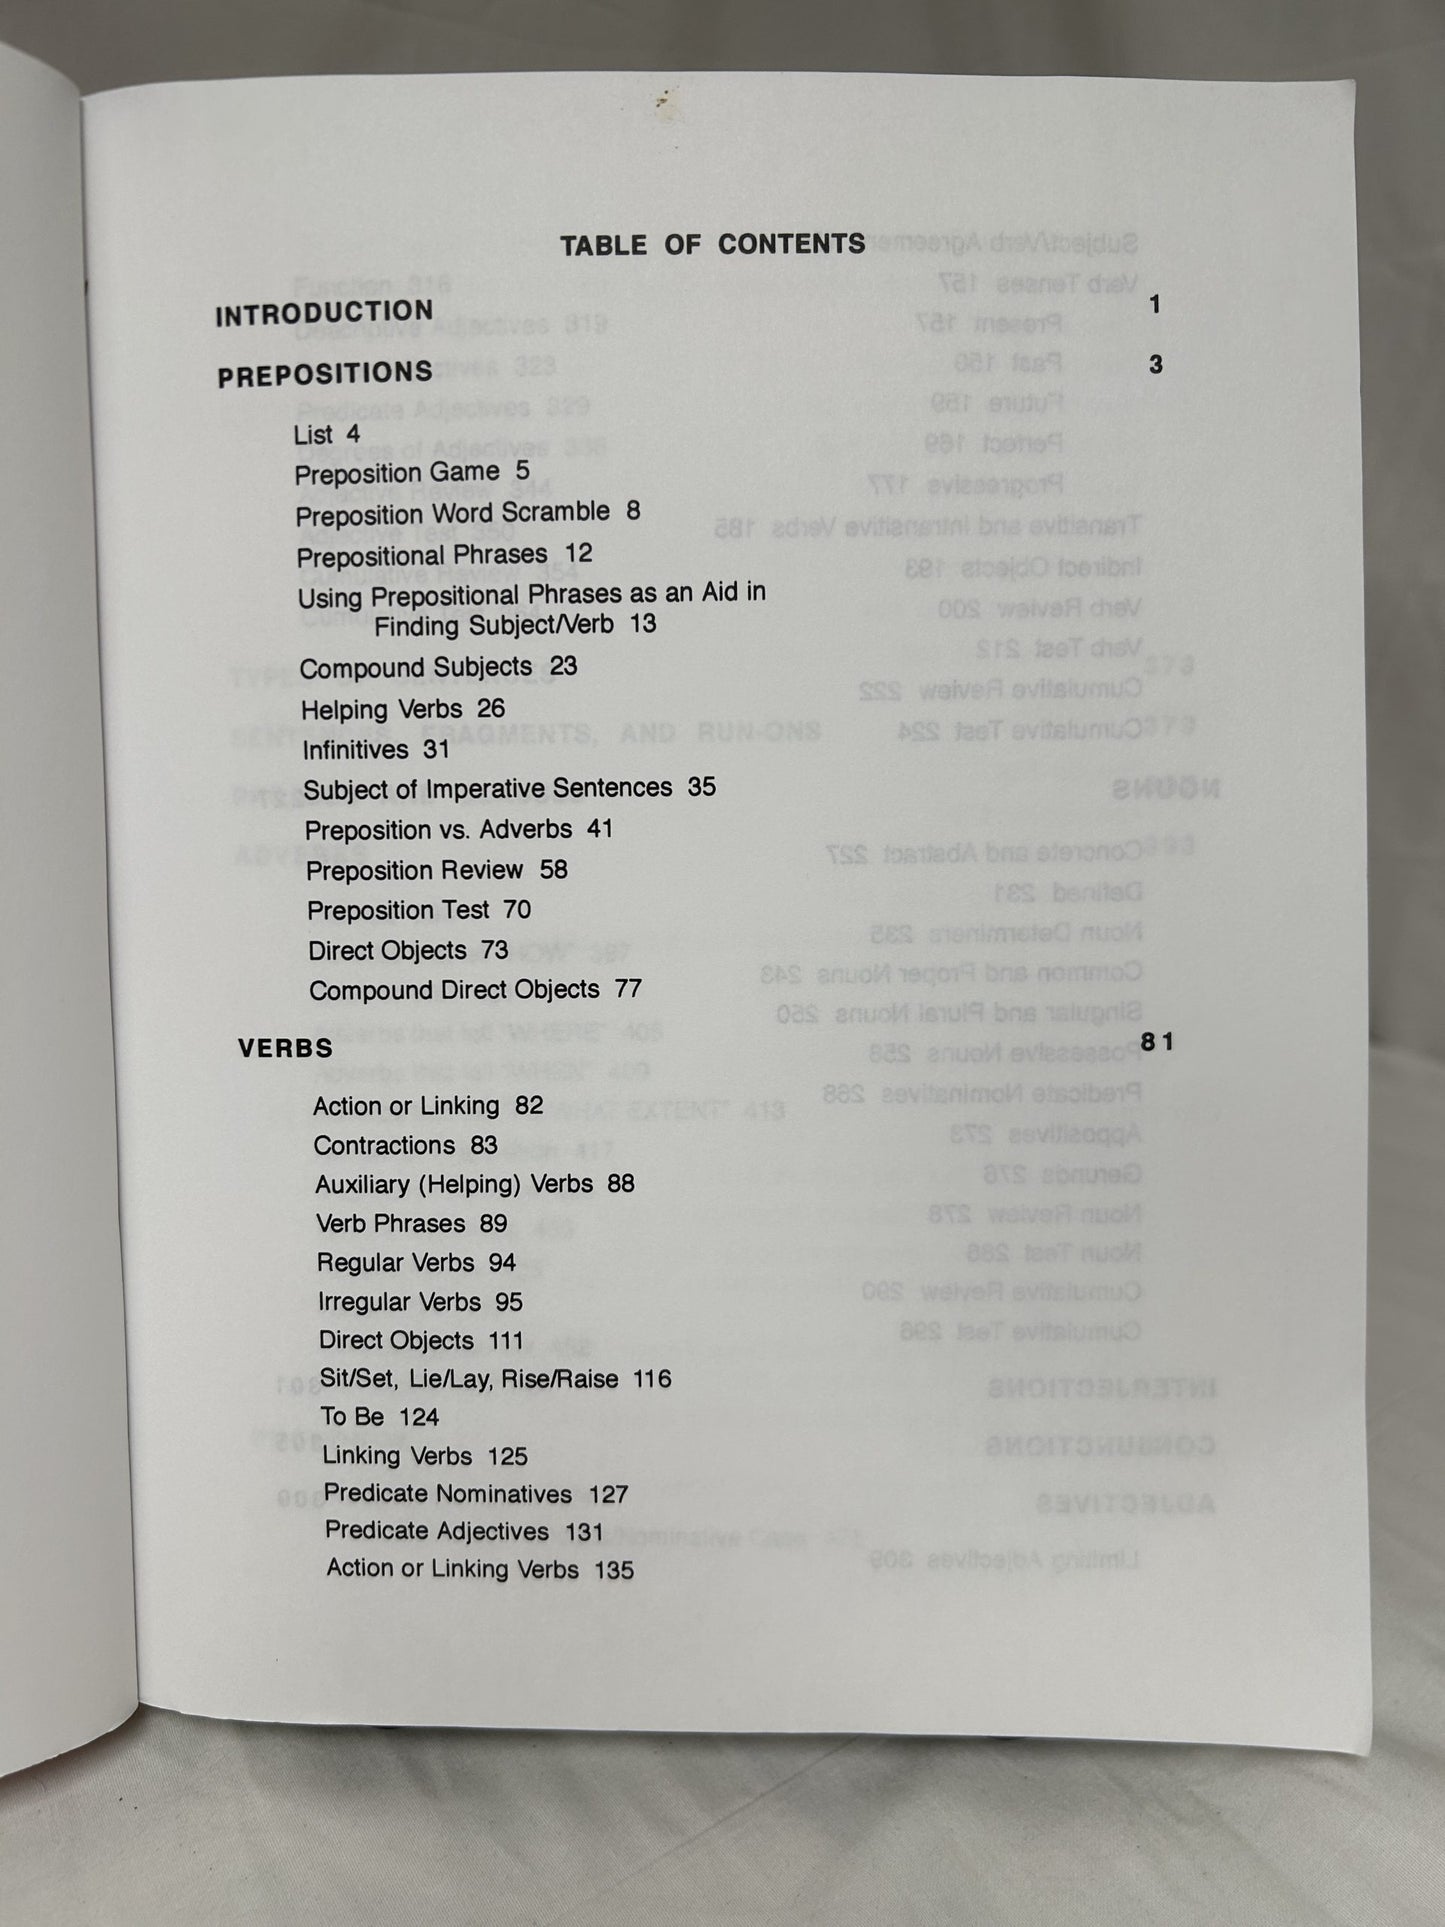 TABLE OF CONTENTS
INTRODUCTION 1
PREPOSITIONS 3
List 4
Preposition Game 5
Preposition Word Scramble 8
Prepositional Phrases 12
Using Prepositional Phrases as an Aid in
Finding Subject/Verb 13
Compound Subjects 23
Helping Verbs 26
Infinitives 31
Subject of Imperative Sentences 35
Preposition vs. Adverbs 41
Preposition Review 58
Preposition Test 70
Direct Objects 73
Compound Direct Objects 77
VERBS 81
Action or Linking 82
Contractions 83
Auxiliary (Helping) Verbs 88
Verb Phrases 89
Regular Verbs 94
Irregular Verbs 95
Direct Objects 111
Sit/Set, Lie/Lay, Rise/Raise 116
To Be 124
Linking Verbs 125
Predicate Nominatives 127
Predicate Adjectives 131
Action or Linking Verbs 135